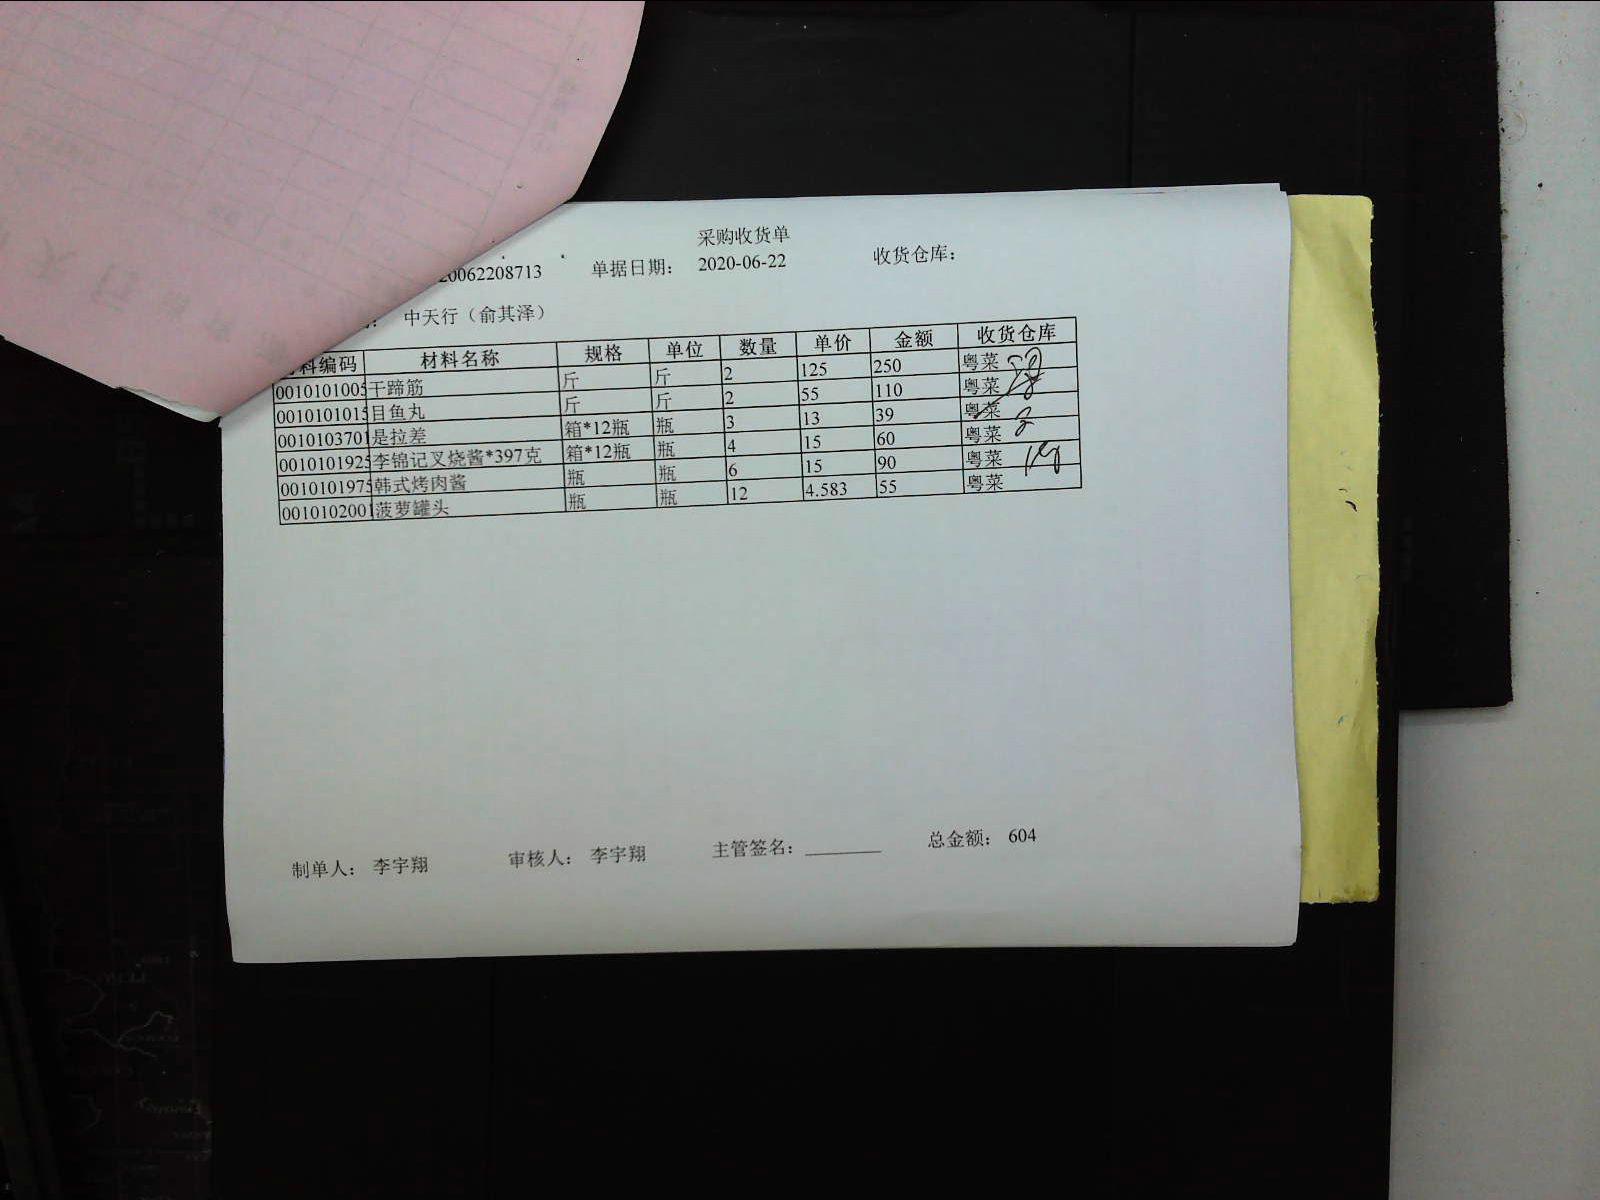 采购收货单
20062208713 单据日期： 2020-06-22 收货仓库：
： 中天行（俞其泽）
料编码 材料名称 规格 单位 数量 单价 金额 收货仓库
0010101005 干蹄筋 斤 斤 2 125 250 粤菜
0010101015 目鱼丸 斤 斤 2 55 110 粤菜
0010103701 是拉差 箱*12瓶 瓶 3 13 39 粤菜
0010101925 李锦记叉烧酱*397克 箱*12瓶 瓶 4 15 60 粤菜
0010101975 韩式烤肉酱 瓶 瓶 6 15 90 粤菜
0010102001 菠萝罐头 瓶 瓶 12 4.583 55 粤菜
制单人： 李宇翔 审核人： 李宇翔 主管签名： 总金额： 604